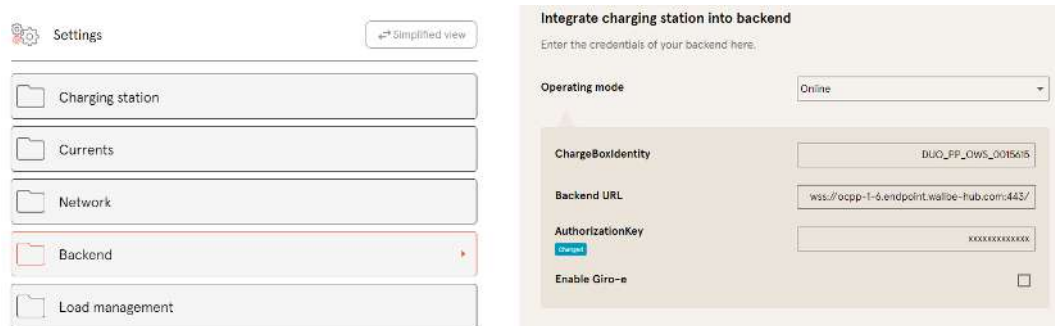 Settings
Simplified view
Charging station
Currents
Network
Backend
Load management
Integrate charging station into backend
Enter the credentials of your backend here.
Operating mode
Online
ChargeBoxIdentity
DUO_PP_OWS_0015615
Backend URL
wss://ocpp-1-6.endpoint.wallbe-hub.com:443/
AuthorizationKey
xxxxxxxxxxxxx
Changed
Enable Giro-e